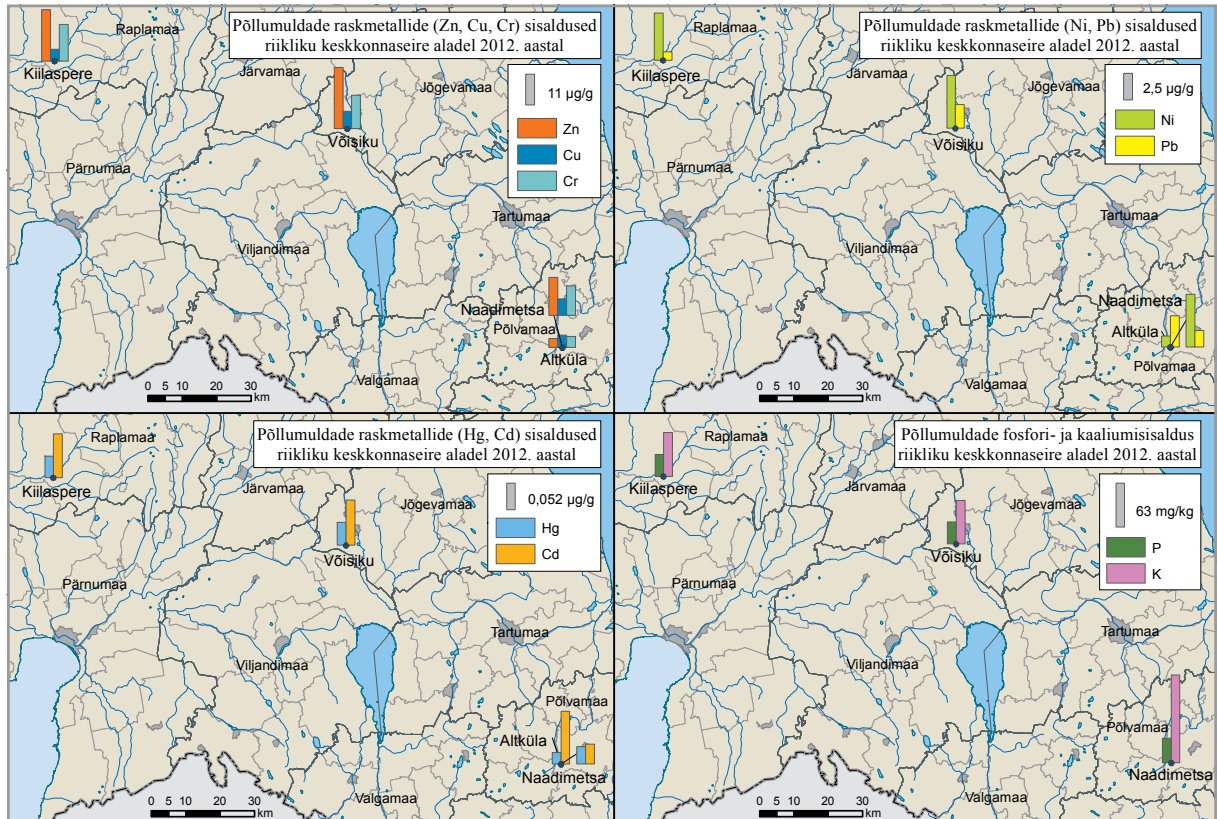 Põllumuldade raskmetallide (Zn, Cu, Cr) sisaldused
riikliku keskkonnaseire aladel 2012. aastal
Raplamaa
Kiilaspere
Järvamaa
Jõgevamaa
11 µg/g
Zn
Cu
Cr
Võisiku
Pärnumaa
Tartumaa
Viljandimaa
Naadimetsa
Põlvamaa
Altküla
Valgamaa
0 5 10 20 30
km
Põllumuldade raskmetallide (Ni, Pb) sisaldused
riikliku keskkonnaseire aladel 2012. aastal
Raplamaa
Kiilaspere
Järvamaa
Jõgevamaa
2,5 µg/g
Ni
Pb
Võisiku
Pärnumaa
Tartumaa
Viljandimaa
Naadimetsa
Altküla
Põlvamaa
Valgamaa
0 5 10 20 30
km
Põllumuldade raskmetallide (Hg, Cd) sisaldused
riikliku keskkonnaseire aladel 2012. aastal
Raplamaa
Kiilaspere
Järvamaa
Jõgevamaa
0,052 µg/g
Hg
Cd
Võisiku
Pärnumaa
Tartumaa
Viljandimaa
Põlvamaa
Altküla
Naadimetsa
Valgamaa
0 5 10 20 30
km
Põllumuldade fosfori- ja kaaliumisisaldus
riikliku keskkonnaseire aladel 2012. aastal
Raplamaa
Kiilaspere
Järvamaa
Jõgevamaa
63 mg/kg
P
K
Võisiku
Pärnumaa
Tartumaa
Viljandimaa
Põlvamaa
Naadimetsa
Valgamaa
0 5 10 20 30
km